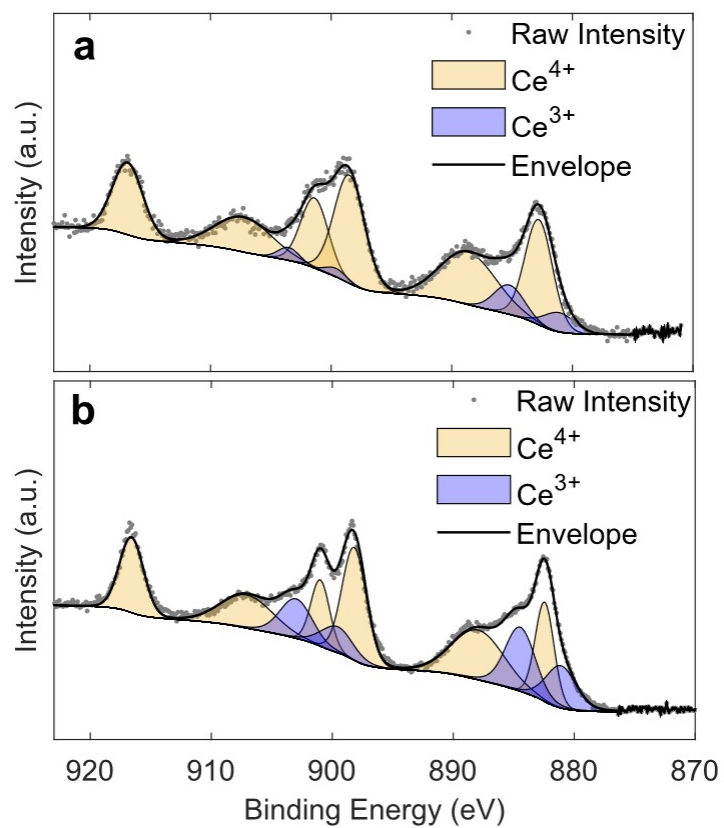 a
Raw Intensity
Ce4+
Ce3+
Envelope
Intensity (a.u.)
b
Raw Intensity
Ce4+
Ce3+
Envelope
Intensity (a.u.)
920 910 900 890 880 870
Binding Energy (eV)